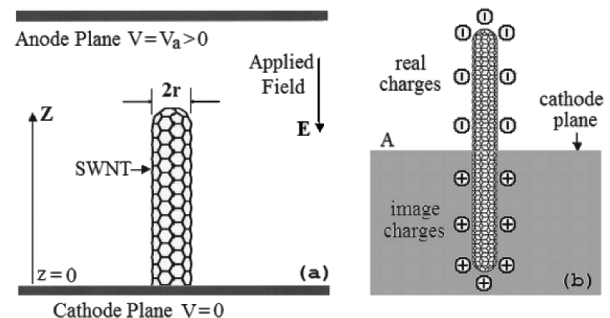 Anode Plane V=Va>0
Applied
Field
2r
E
Z
SWNT
z=0
(a)
Cathode Plane V=0
real
charges
cathode
plane
A
image
charges
(b)